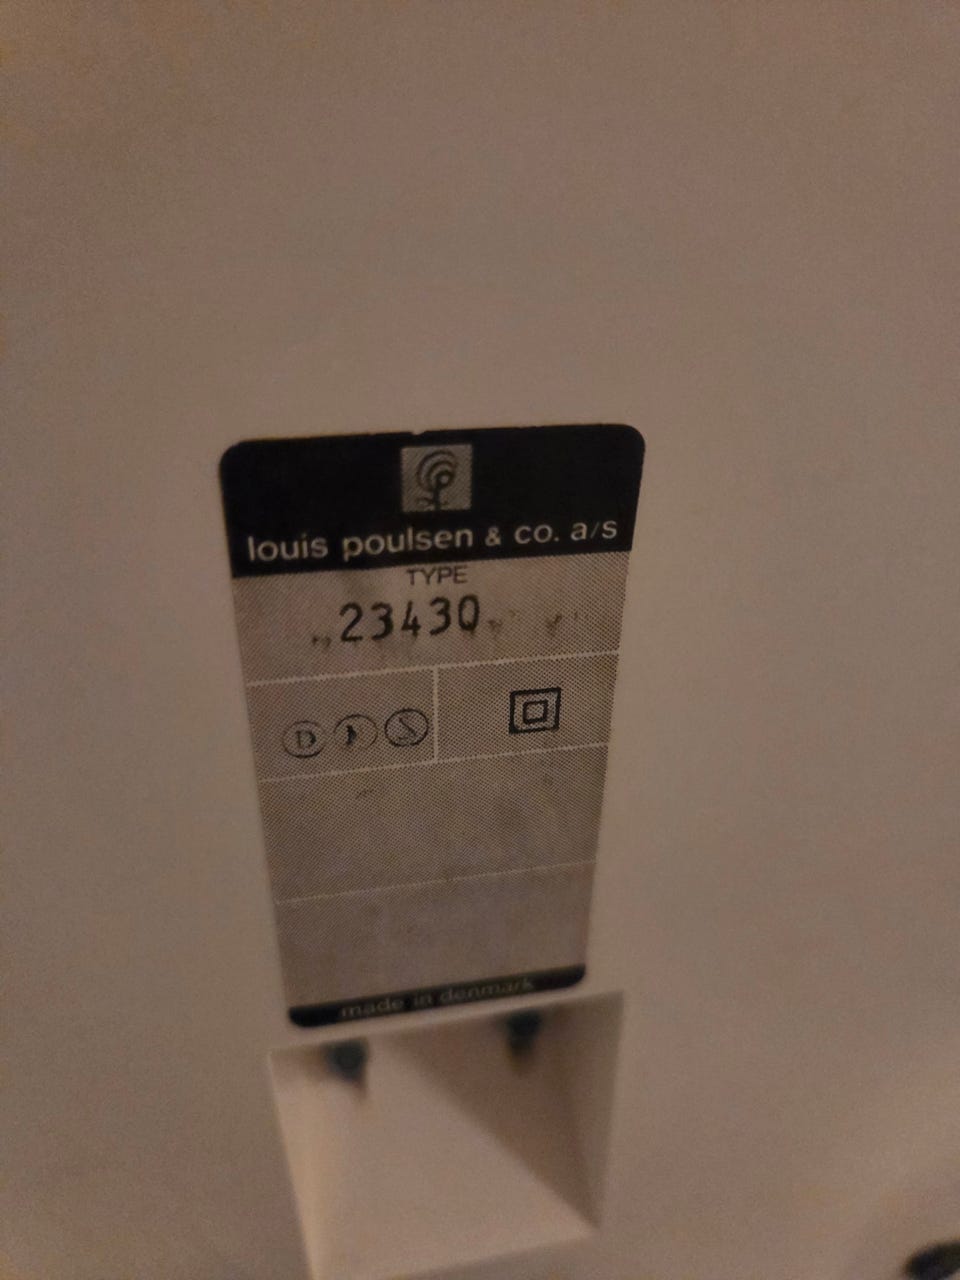 louis poulsen & co. a/s
TYPE
23430
D S
made in denmark